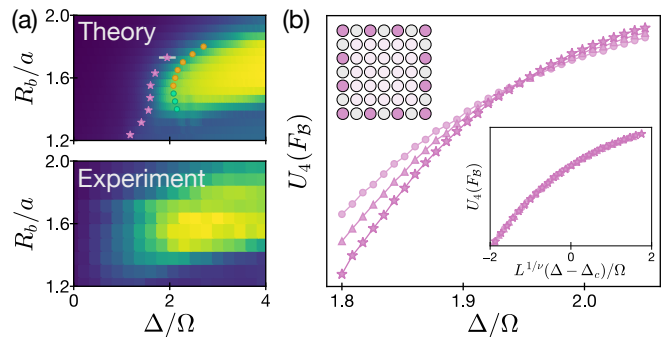 (a)
Theory
R_b/a
2.0
1.6
1.2
Experiment
R_b/a
2.0
1.6
1.2
0
2
4
Δ/Ω
(b)
U_4(F_ℬ)
1.8
1.9
2.0
Δ/Ω
U_4(F_ℬ)
−2
0
2
L^{1/ν}(Δ − Δ_c)/Ω